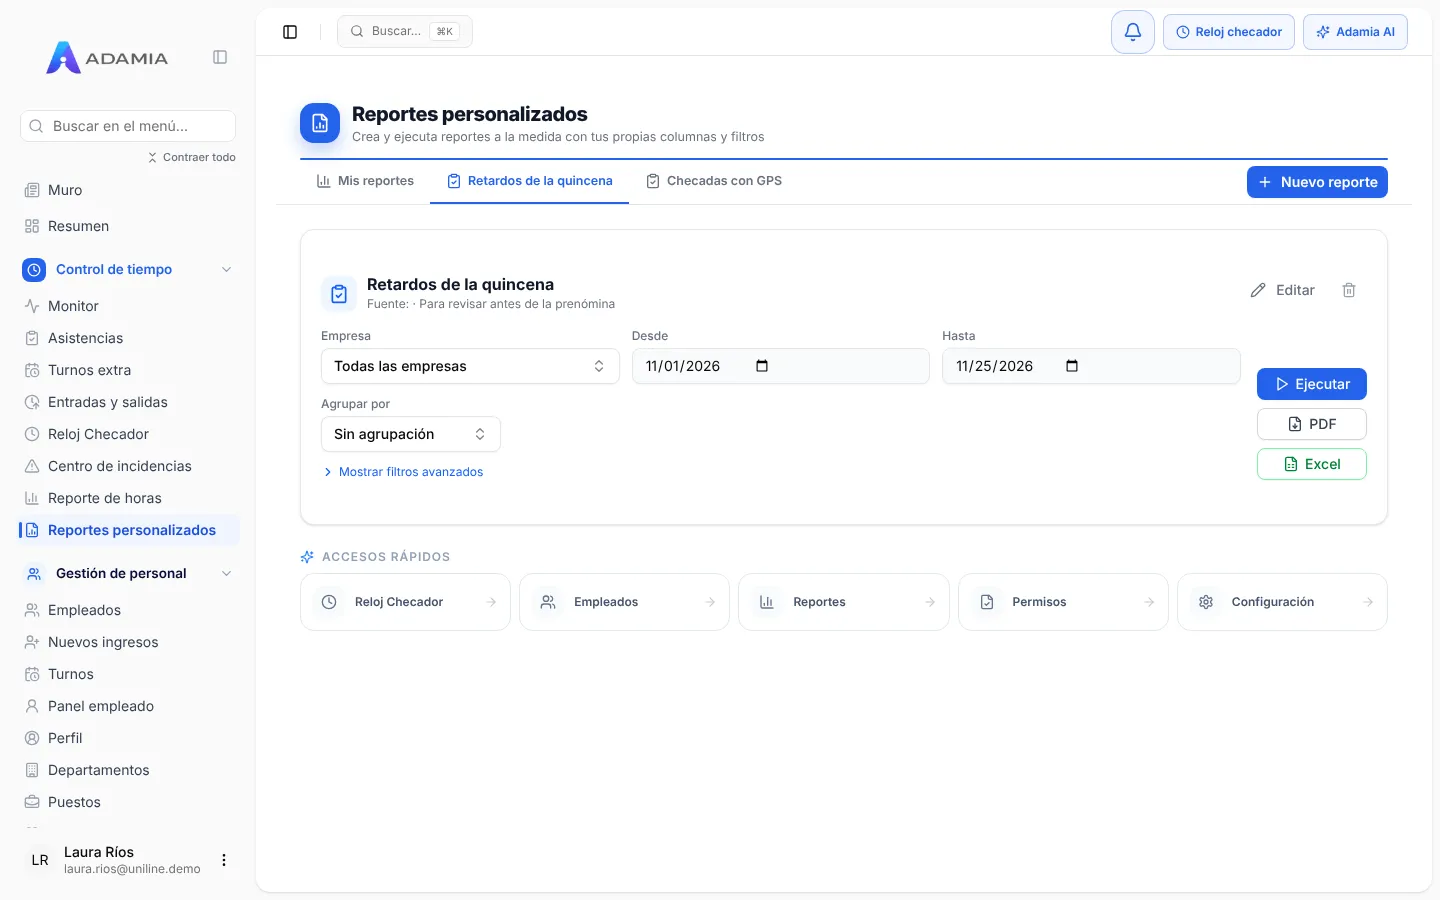 ADAMIA
Buscar en el menú...
Contraer todo
Muro
Resumen
Control de tiempo
Monitor
Asistencias
Turnos extra
Entradas y salidas
Reloj Checador
Centro de incidencias
Reporte de horas
Reportes personalizados
Gestión de personal
Empleados
Nuevos ingresos
Turnos
Panel empleado
Perfil
Departamentos
Puestos
LR
Laura Ríos
laura.rios@uniline.demo
Buscar... ⌘K
Reloj checador
Adamia AI
Reportes personalizados
Crea y ejecuta reportes a la medida con tus propias columnas y filtros
Mis reportes
Retardos de la quincena
Checadas con GPS
Nuevo reporte
Retardos de la quincena
Fuente: · Para revisar antes de la prenómina
Editar
Empresa
Todas las empresas
Desde
11/01/2026
Hasta
11/25/2026
Agrupar por
Sin agrupación
Mostrar filtros avanzados
Ejecutar
PDF
Excel
ACCESOS RÁPIDOS
Reloj Checador
Empleados
Reportes
Permisos
Configuración